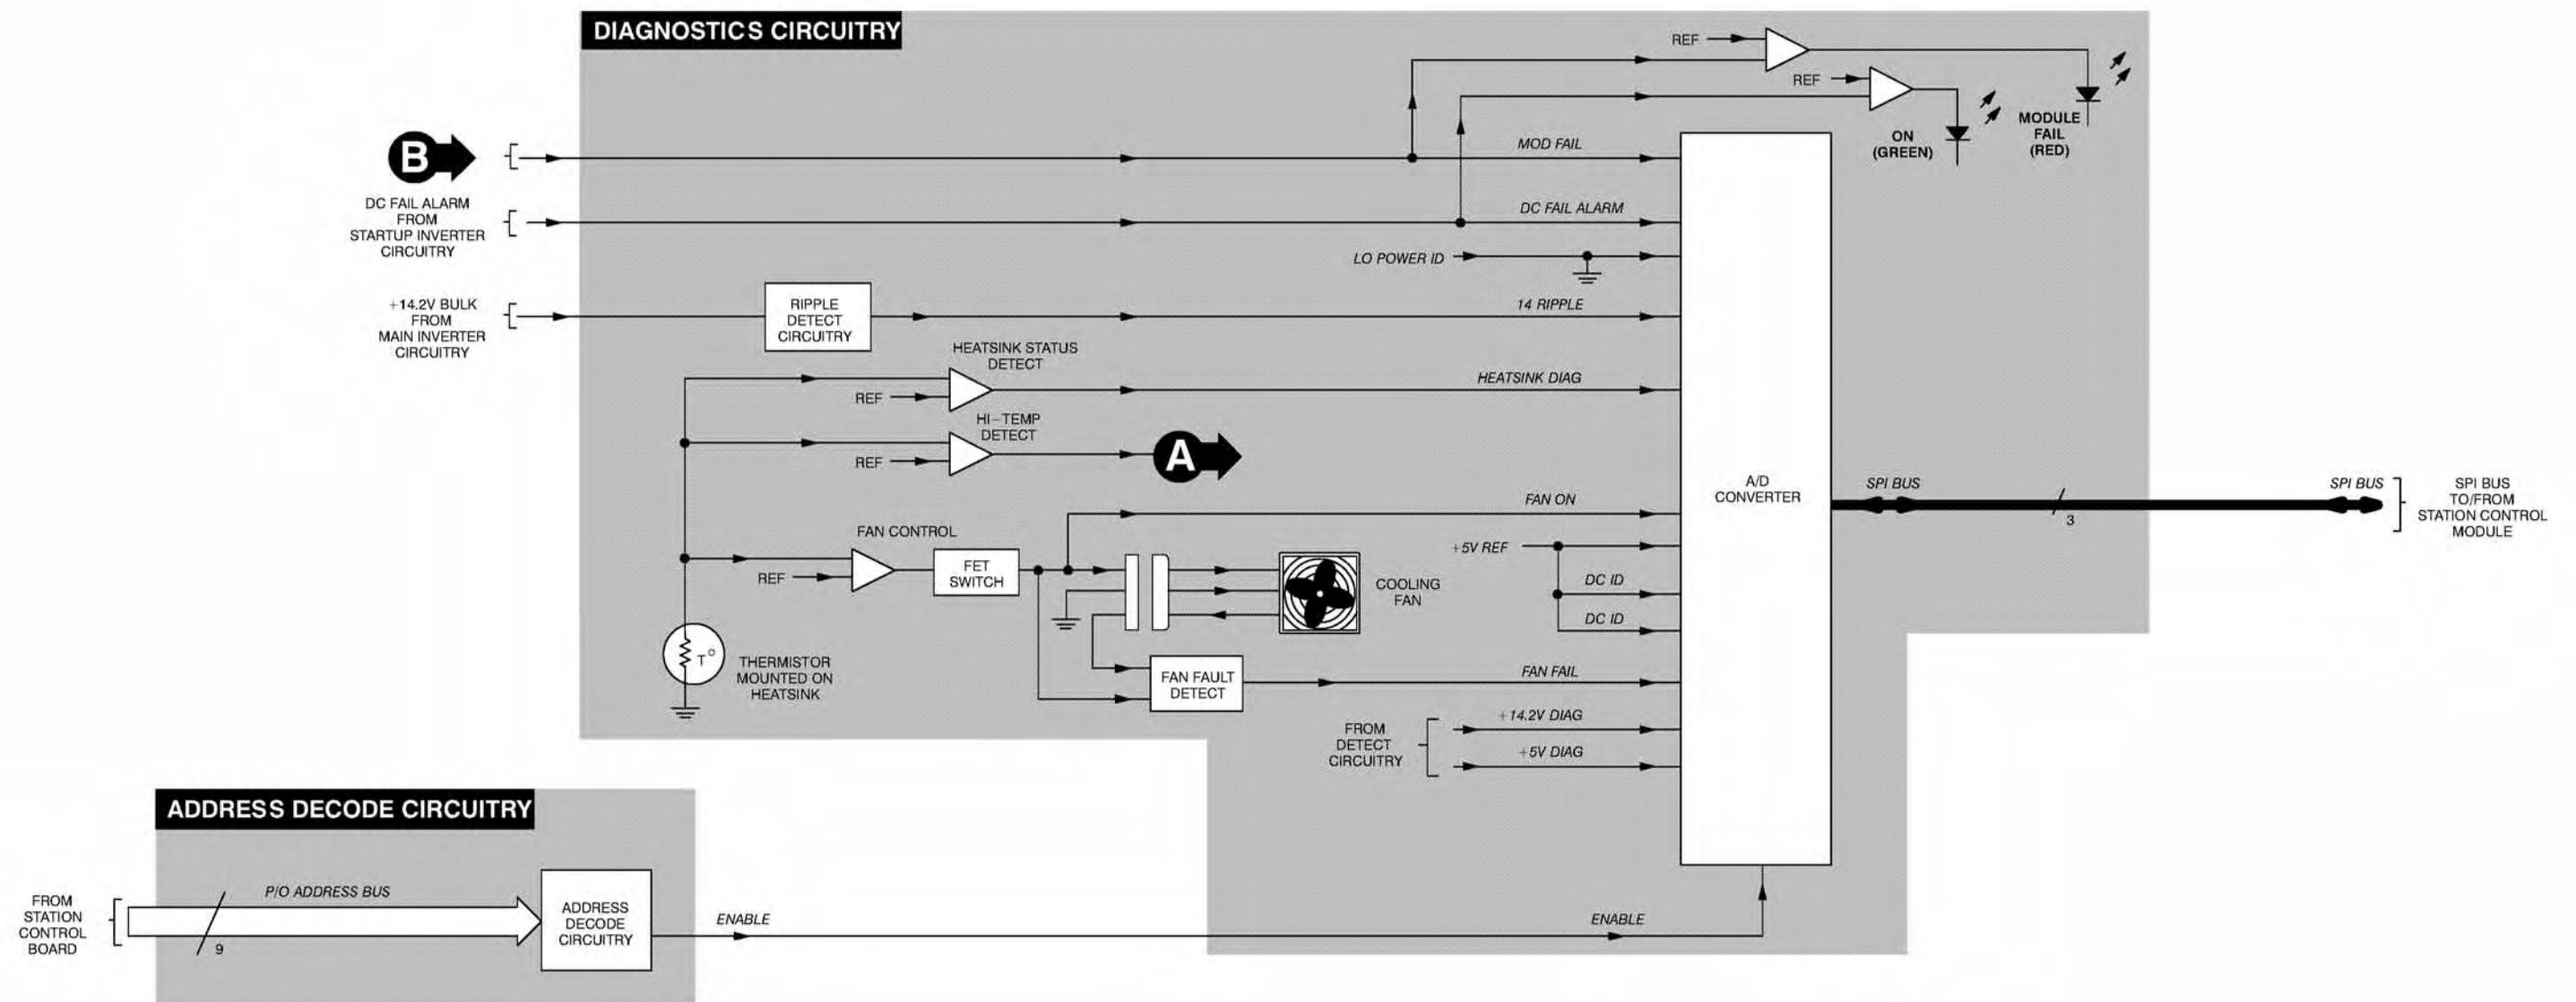 DIAGNOSTICS CIRCUITRY
REF
REF
MODULE
FAIL
(RED)
ON
(GREEN)
B
MOD FAIL
DC FAIL ALARM
FROM
STARTUP INVERTER
CIRCUITRY
DC FAIL ALARM
LO POWER ID
+14.2V BULK
FROM
MAIN INVERTER
CIRCUITRY
RIPPLE
DETECT
CIRCUITRY
14 RIPPLE
HEATSINK STATUS
DETECT
REF
HEATSINK DIAG
HI-TEMP
DETECT
REF
A
A/D
CONVERTER
SPI BUS
3
SPI BUS
SPI BUS
TO/FROM
STATION CONTROL
MODULE
FAN ON
FAN CONTROL
REF
FET
SWITCH
COOLING
FAN
+5V REF
DC ID
DC ID
T°
THERMISTOR
MOUNTED ON
HEATSINK
FAN FAULT
DETECT
FAN FAIL
FROM
DETECT
CIRCUITRY
+14.2V DIAG
+5V DIAG
ADDRESS DECODE CIRCUITRY
FROM
STATION
CONTROL
BOARD
P/O ADDRESS BUS
9
ADDRESS
DECODE
CIRCUITRY
ENABLE
ENABLE